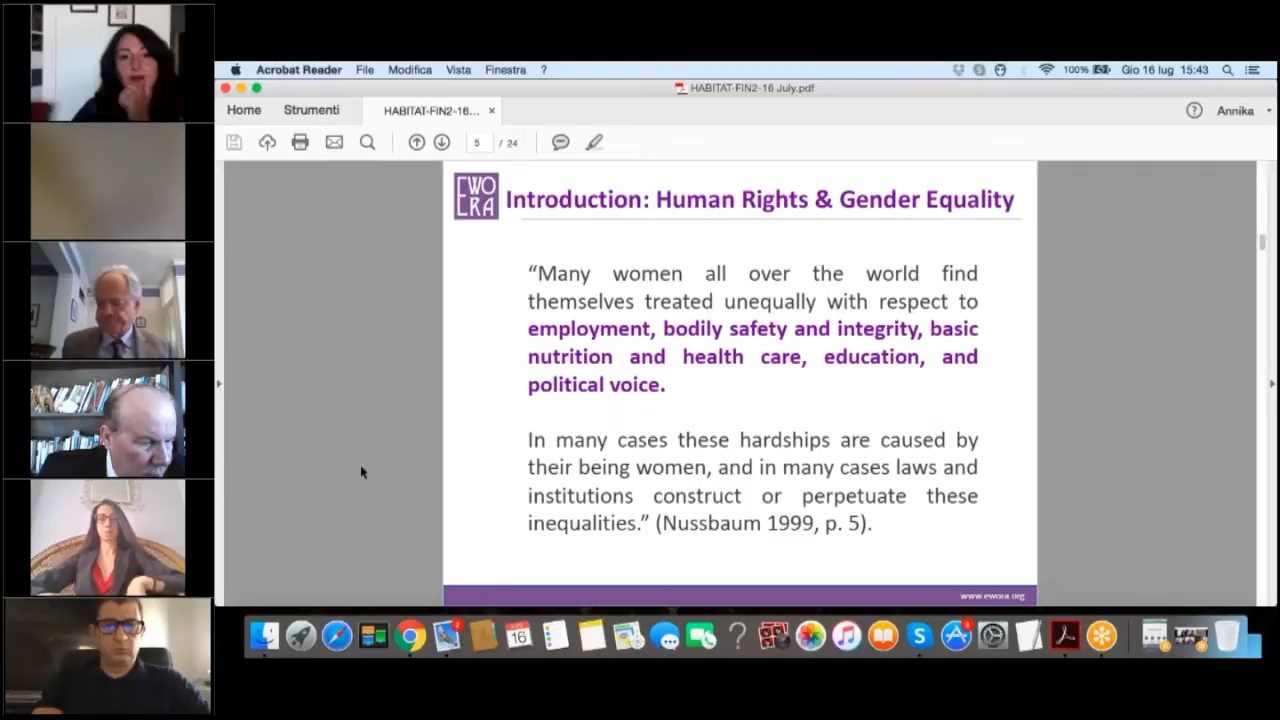 Acrobat Reader File Modifica Vista Finestra ? 100% Gio 16 lug 15:43
HABITAT-FIN2-16 July.pdf
Home Strumenti HABITAT-FIN2-16... × ? Annika
5 / 24
EWO
ERA
Introduction: Human Rights & Gender Equality
“Many women all over the world find
themselves treated unequally with respect to
employment, bodily safety and integrity, basic
nutrition and health care, education, and
political voice.
In many cases these hardships are caused by
their being women, and in many cases laws and
institutions construct or perpetuate these
inequalities.” (Nussbaum 1999, p. 5).
www.ewora.org
2
16
?
3